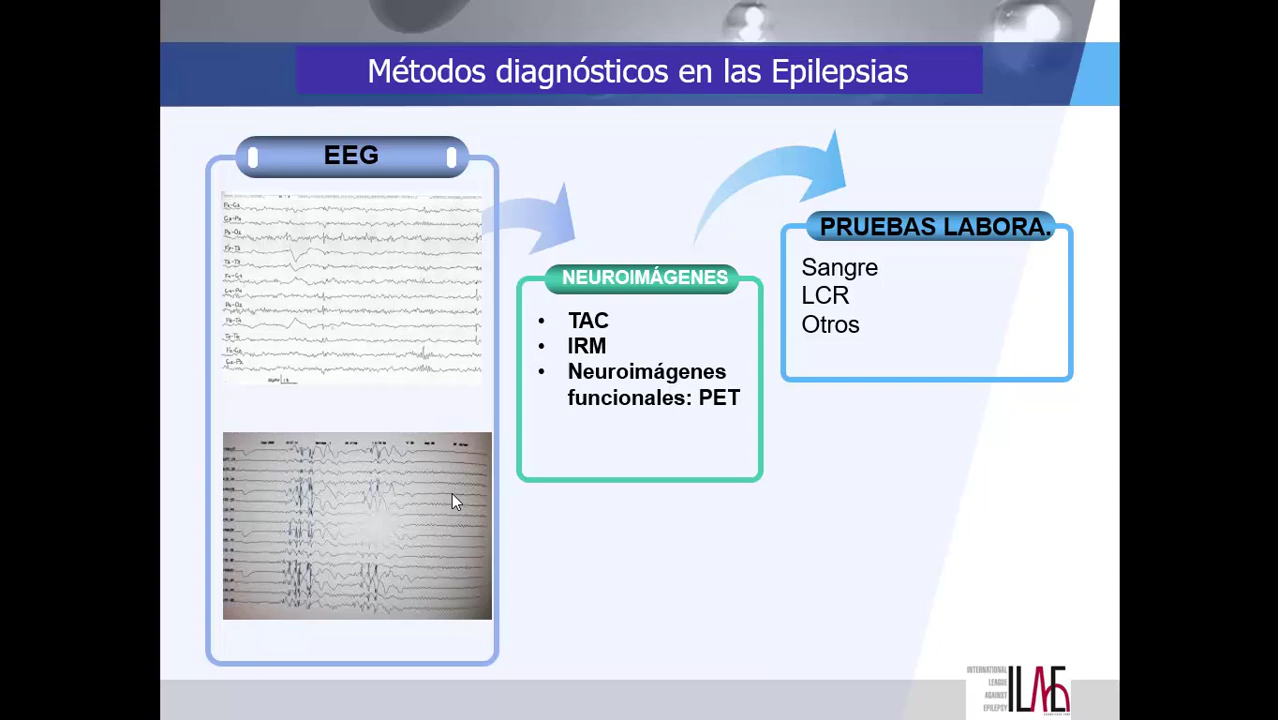 Métodos diagnósticos en las Epilepsias
EEG
NEUROIMÁGENES
• TAC
• IRM
• Neuroimágenes
funcionales: PET
PRUEBAS LABORA.
Sangre
LCR
Otros
INTERNATIONAL
LEAGUE
AGAINST
EPILEPSY
ILAE